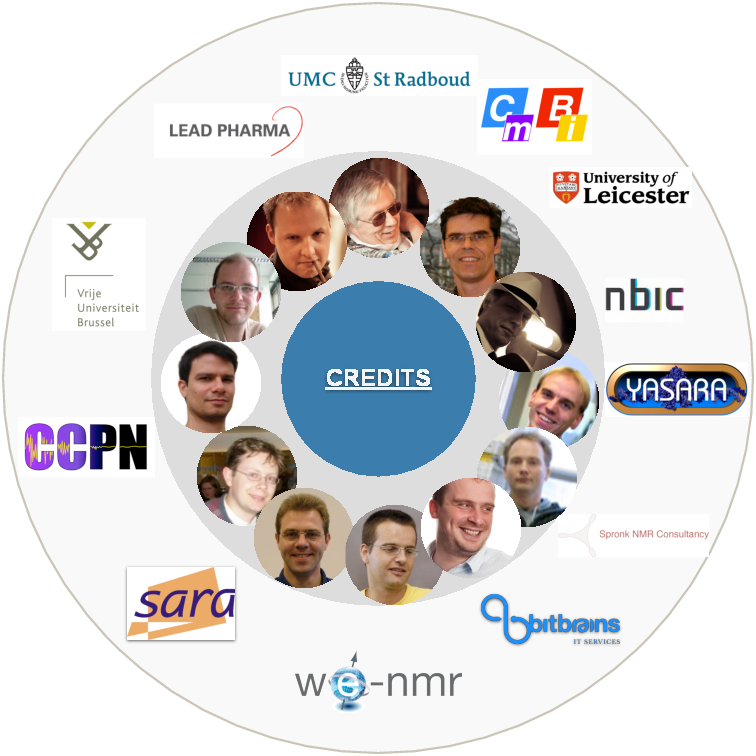 UMC St Radboud
CMBi
LEAD PHARMA
University of
Leicester
Vrije
Universiteit
Brussel
nbic
CREDITS
YASARA
CCPN
Spronk NMR Consultancy
sara
bitbrains
IT SERVICES
we-nmr